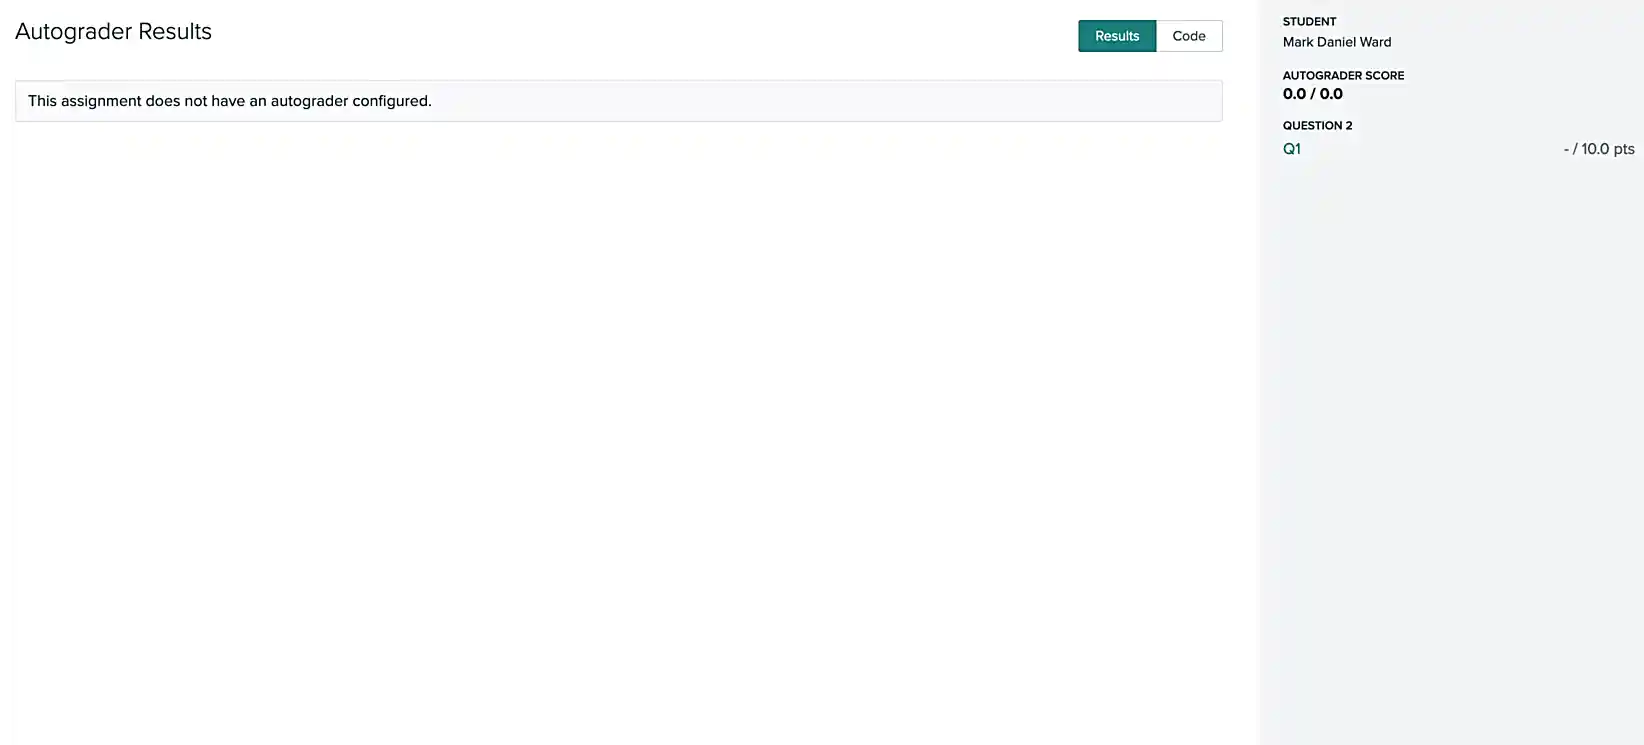 Autograder Results
Results
Code
This assignment does not have an autograder configured.
STUDENT
Mark Daniel Ward
AUTOGRADER SCORE
0.0 / 0.0
QUESTION 2
Q1
- / 10.0 pts